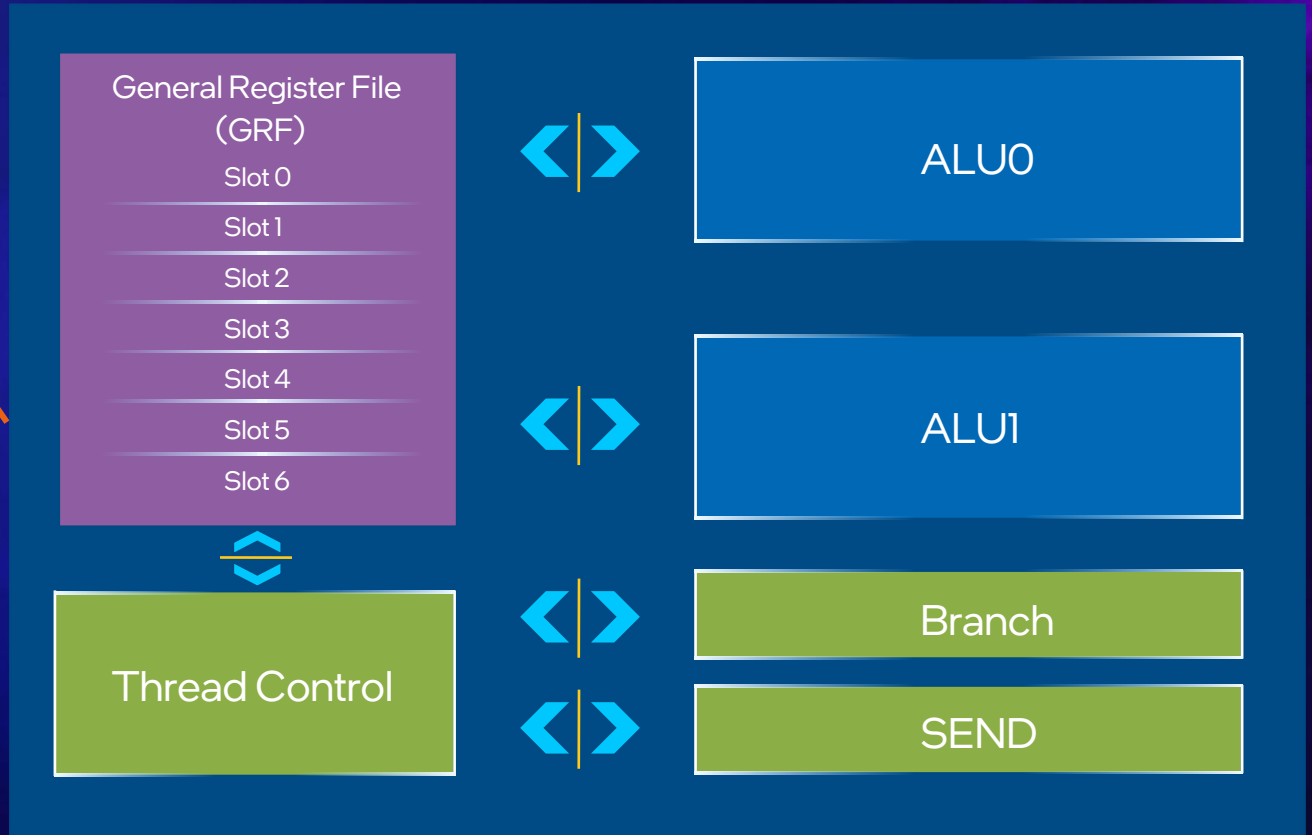 General Register File
(GRF)
Slot 0
Slot 1
Slot 2
Slot 3
Slot 4
Slot 5
Slot 6
Thread Control
ALU0
ALU1
Branch
SEND